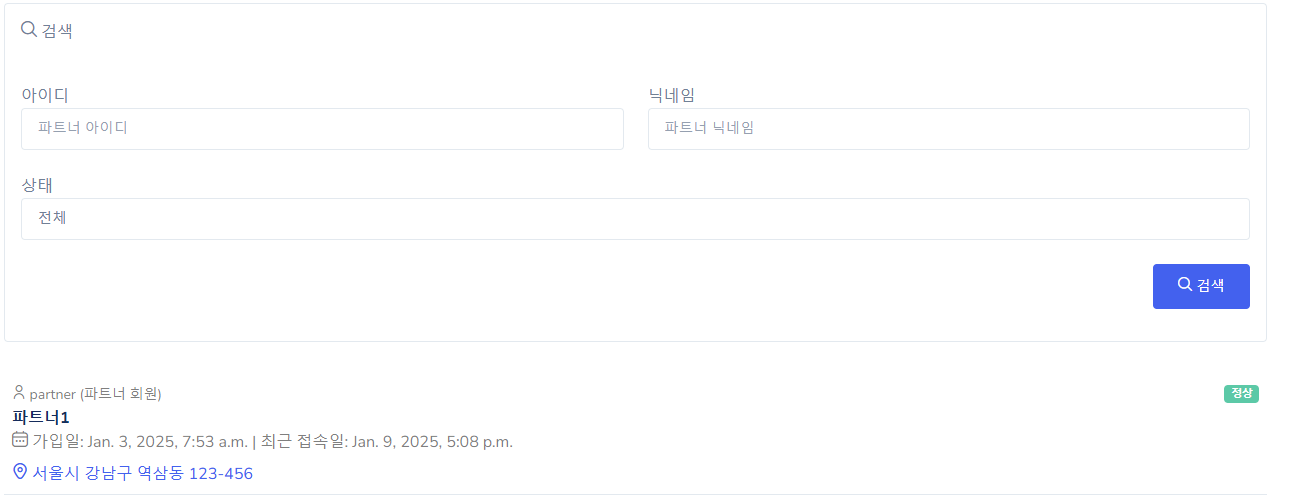 검색
아이디 닉네임
파트너 아이디 파트너 닉네임
상태
전체
검색
partner (파트너 회원) 정상
파트너1
가입일: Jan. 3, 2025, 7:53 a.m. | 최근 접속일: Jan. 9, 2025, 5:08 p.m.
서울시 강남구 역삼동 123-456